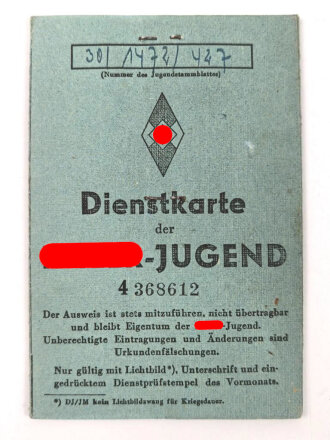 30/ 1472/ 427
(Nummer des Jugendstammblattes)
Dienstkarte
der
-JUGEND
4 368612
Der Ausweis ist stets mitzuführen, nicht übertragbar
und bleibt Eigentum der -Jugend.
Unberechtigte Eintragungen und Änderungen sind
Urkundenfälschungen.
Nur gültig mit Lichtbild*), Unterschrift und ein-
gedrücktem Dienstprüfstempel des Vormonats.
*) DJ/JM kein Lichtbildzwang für Kriegsdauer.